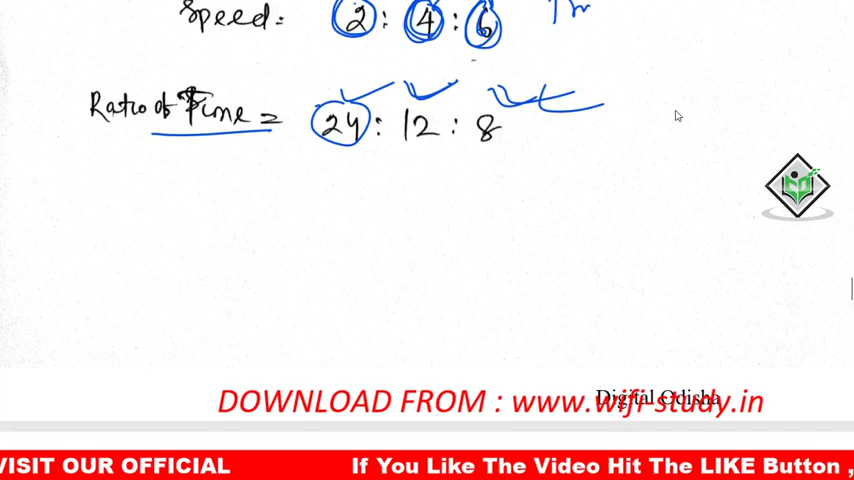 Speed: 2 : 4 : 6
Ratio of Time = 24 : 12 : 8
DOWNLOAD FROM : www.wifi-study.in
Digital Odisha
VISIT OUR OFFICIAL If You Like The Video Hit The LIKE Button ,